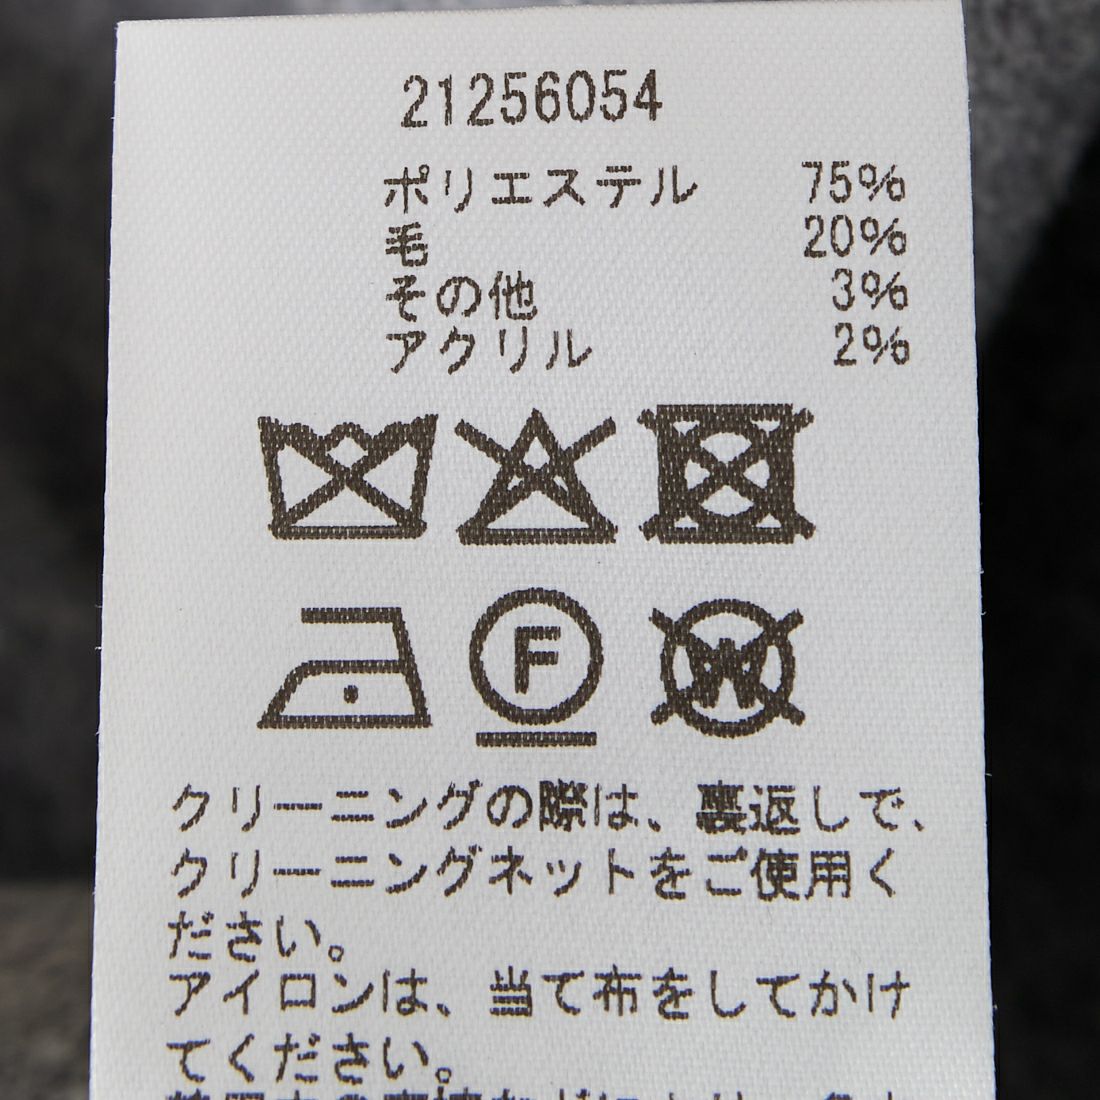 21256054
ポリエステル 75%
毛 20%
その他 3%
アクリル 2%
F
W
クリーニングの際は、裏返しで、
クリーニングネットをご使用く
ださい。
アイロンは、当て布をしてかけ
てください。